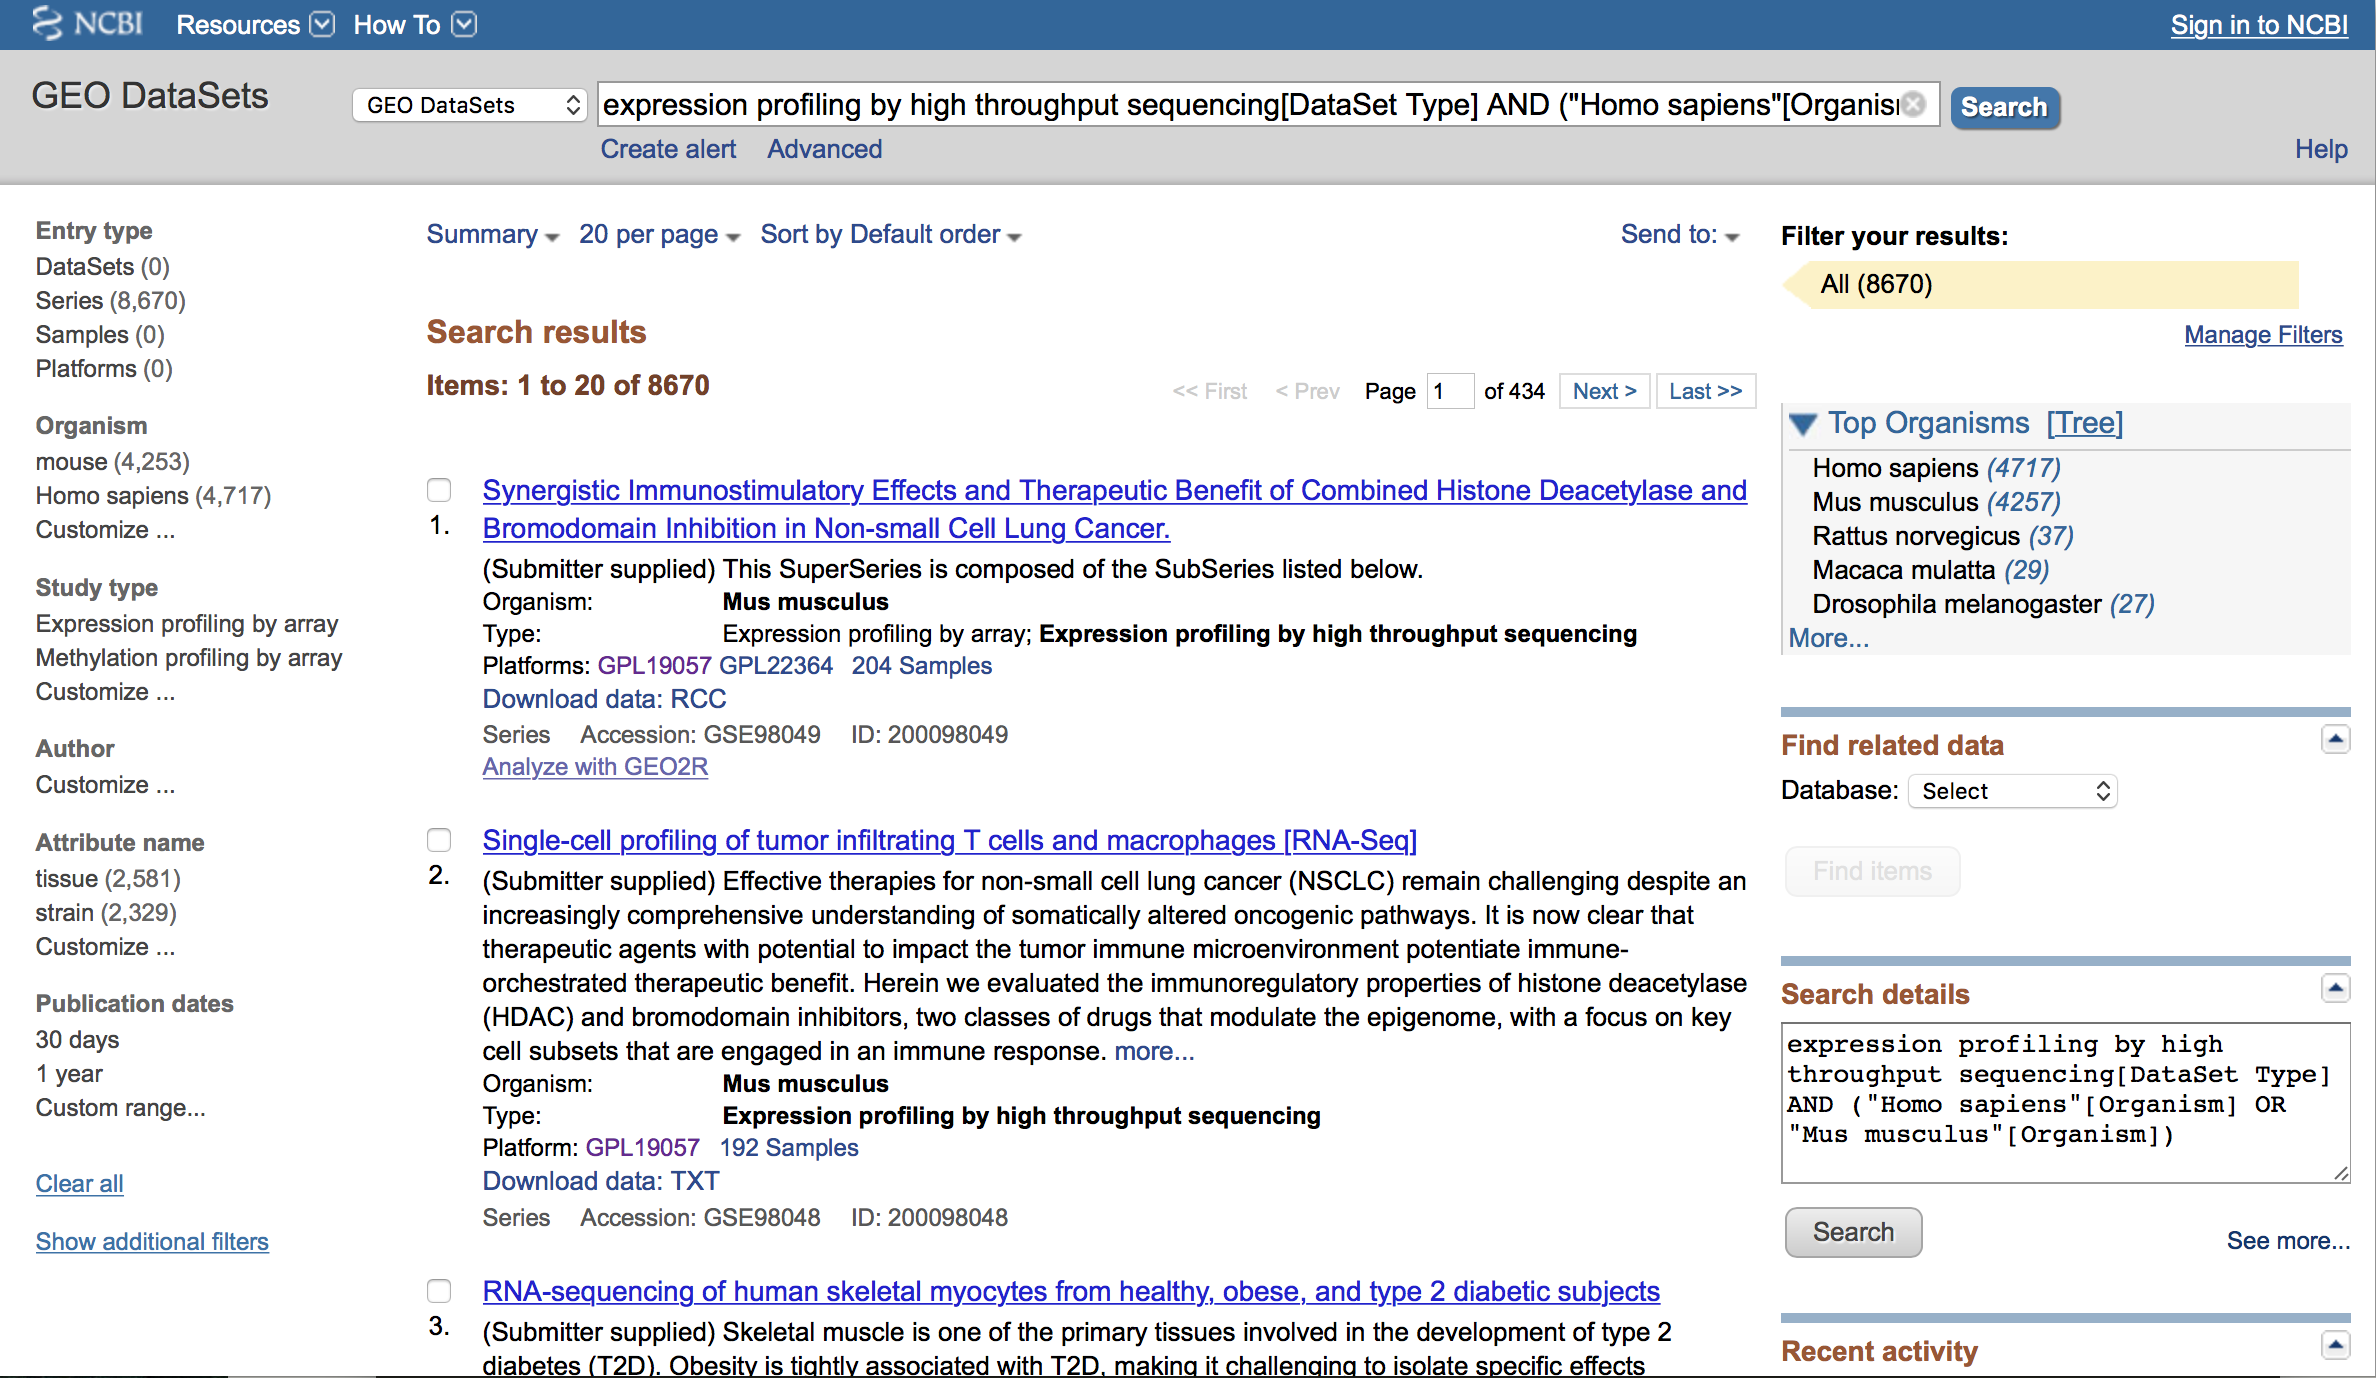 NCBI Resources How To Sign in to NCBI
GEO DataSets
GEO DataSets expression profiling by high throughput sequencing[DataSet Type] AND ("Homo sapiens"[Organis Search
Create alert Advanced Help
Entry type
DataSets (0)
Series (8,670)
Samples (0)
Platforms (0)
Organism
mouse (4,253)
Homo sapiens (4,717)
Customize ...
Study type
Expression profiling by array
Methylation profiling by array
Customize ...
Author
Customize ...
Attribute name
tissue (2,581)
strain (2,329)
Customize ...
Publication dates
30 days
1 year
Custom range...
Clear all
Show additional filters
Summary 20 per page Sort by Default order Send to:
Search results
Items: 1 to 20 of 8670
<< First < Prev Page 1 of 434 Next > Last >>
Synergistic Immunostimulatory Effects and Therapeutic Benefit of Combined Histone Deacetylase and
1. Bromodomain Inhibition in Non-small Cell Lung Cancer.
(Submitter supplied) This SuperSeries is composed of the SubSeries listed below.
Organism: Mus musculus
Type: Expression profiling by array; Expression profiling by high throughput sequencing
Platforms: GPL19057 GPL22364 204 Samples
Download data: RCC
Series Accession: GSE98049 ID: 200098049
Analyze with GEO2R
Single-cell profiling of tumor infiltrating T cells and macrophages [RNA-Seq]
2. (Submitter supplied) Effective therapies for non-small cell lung cancer (NSCLC) remain challenging despite an
increasingly comprehensive understanding of somatically altered oncogenic pathways. It is now clear that
therapeutic agents with potential to impact the tumor immune microenvironment potentiate immune-
orchestrated therapeutic benefit. Herein we evaluated the immunoregulatory properties of histone deacetylase
(HDAC) and bromodomain inhibitors, two classes of drugs that modulate the epigenome, with a focus on key
cell subsets that are engaged in an immune response. more...
Organism: Mus musculus
Type: Expression profiling by high throughput sequencing
Platform: GPL19057 192 Samples
Download data: TXT
Series Accession: GSE98048 ID: 200098048
RNA-sequencing of human skeletal myocytes from healthy, obese, and type 2 diabetic subjects
3. (Submitter supplied) Skeletal muscle is one of the primary tissues involved in the development of type 2
diabetes (T2D). Obesity is tightly associated with T2D, making it challenging to isolate specific effects
Filter your results:
All (8670)
Manage Filters
Top Organisms [Tree]
Homo sapiens (4717)
Mus musculus (4257)
Rattus norvegicus (37)
Macaca mulatta (29)
Drosophila melanogaster (27)
More...
Find related data
Database: Select
Find items
Search details
expression profiling by high
throughput sequencing[DataSet Type]
AND ("Homo sapiens"[Organism] OR
"Mus musculus"[Organism])
Search See more...
Recent activity